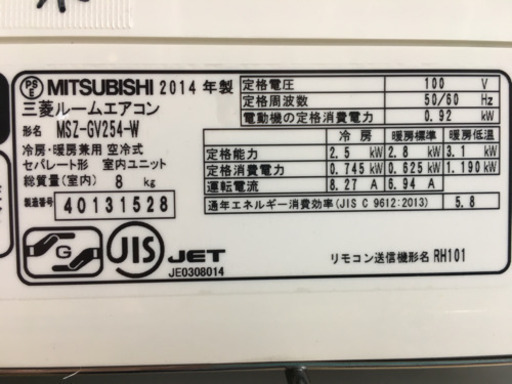 PS E MITSUBISHI 2014 年製
三菱ルームエアコン
形名 MSZ-GV254-W
冷房・暖房兼用 空冷式
セパレート形 室内ユニット
総質量(室内) 8 kg
製造番号 40131528
G JIS JET
JE0308014
定格電圧 100 V
定格周波数 50/60 Hz
電動機の定格消費電力 0.92 kW
冷房 暖房標準 暖房低温
定格能力 2.5 kW 2.8 kW 3.1 kW
定格消費電力 0.745 kW 0.625 kW 1.190 kW
運転電流 8.27 A 6.94 A
通年エネルギー消費効率(JIS C 9612:2013) 5.8
リモコン送信機形名 RH101